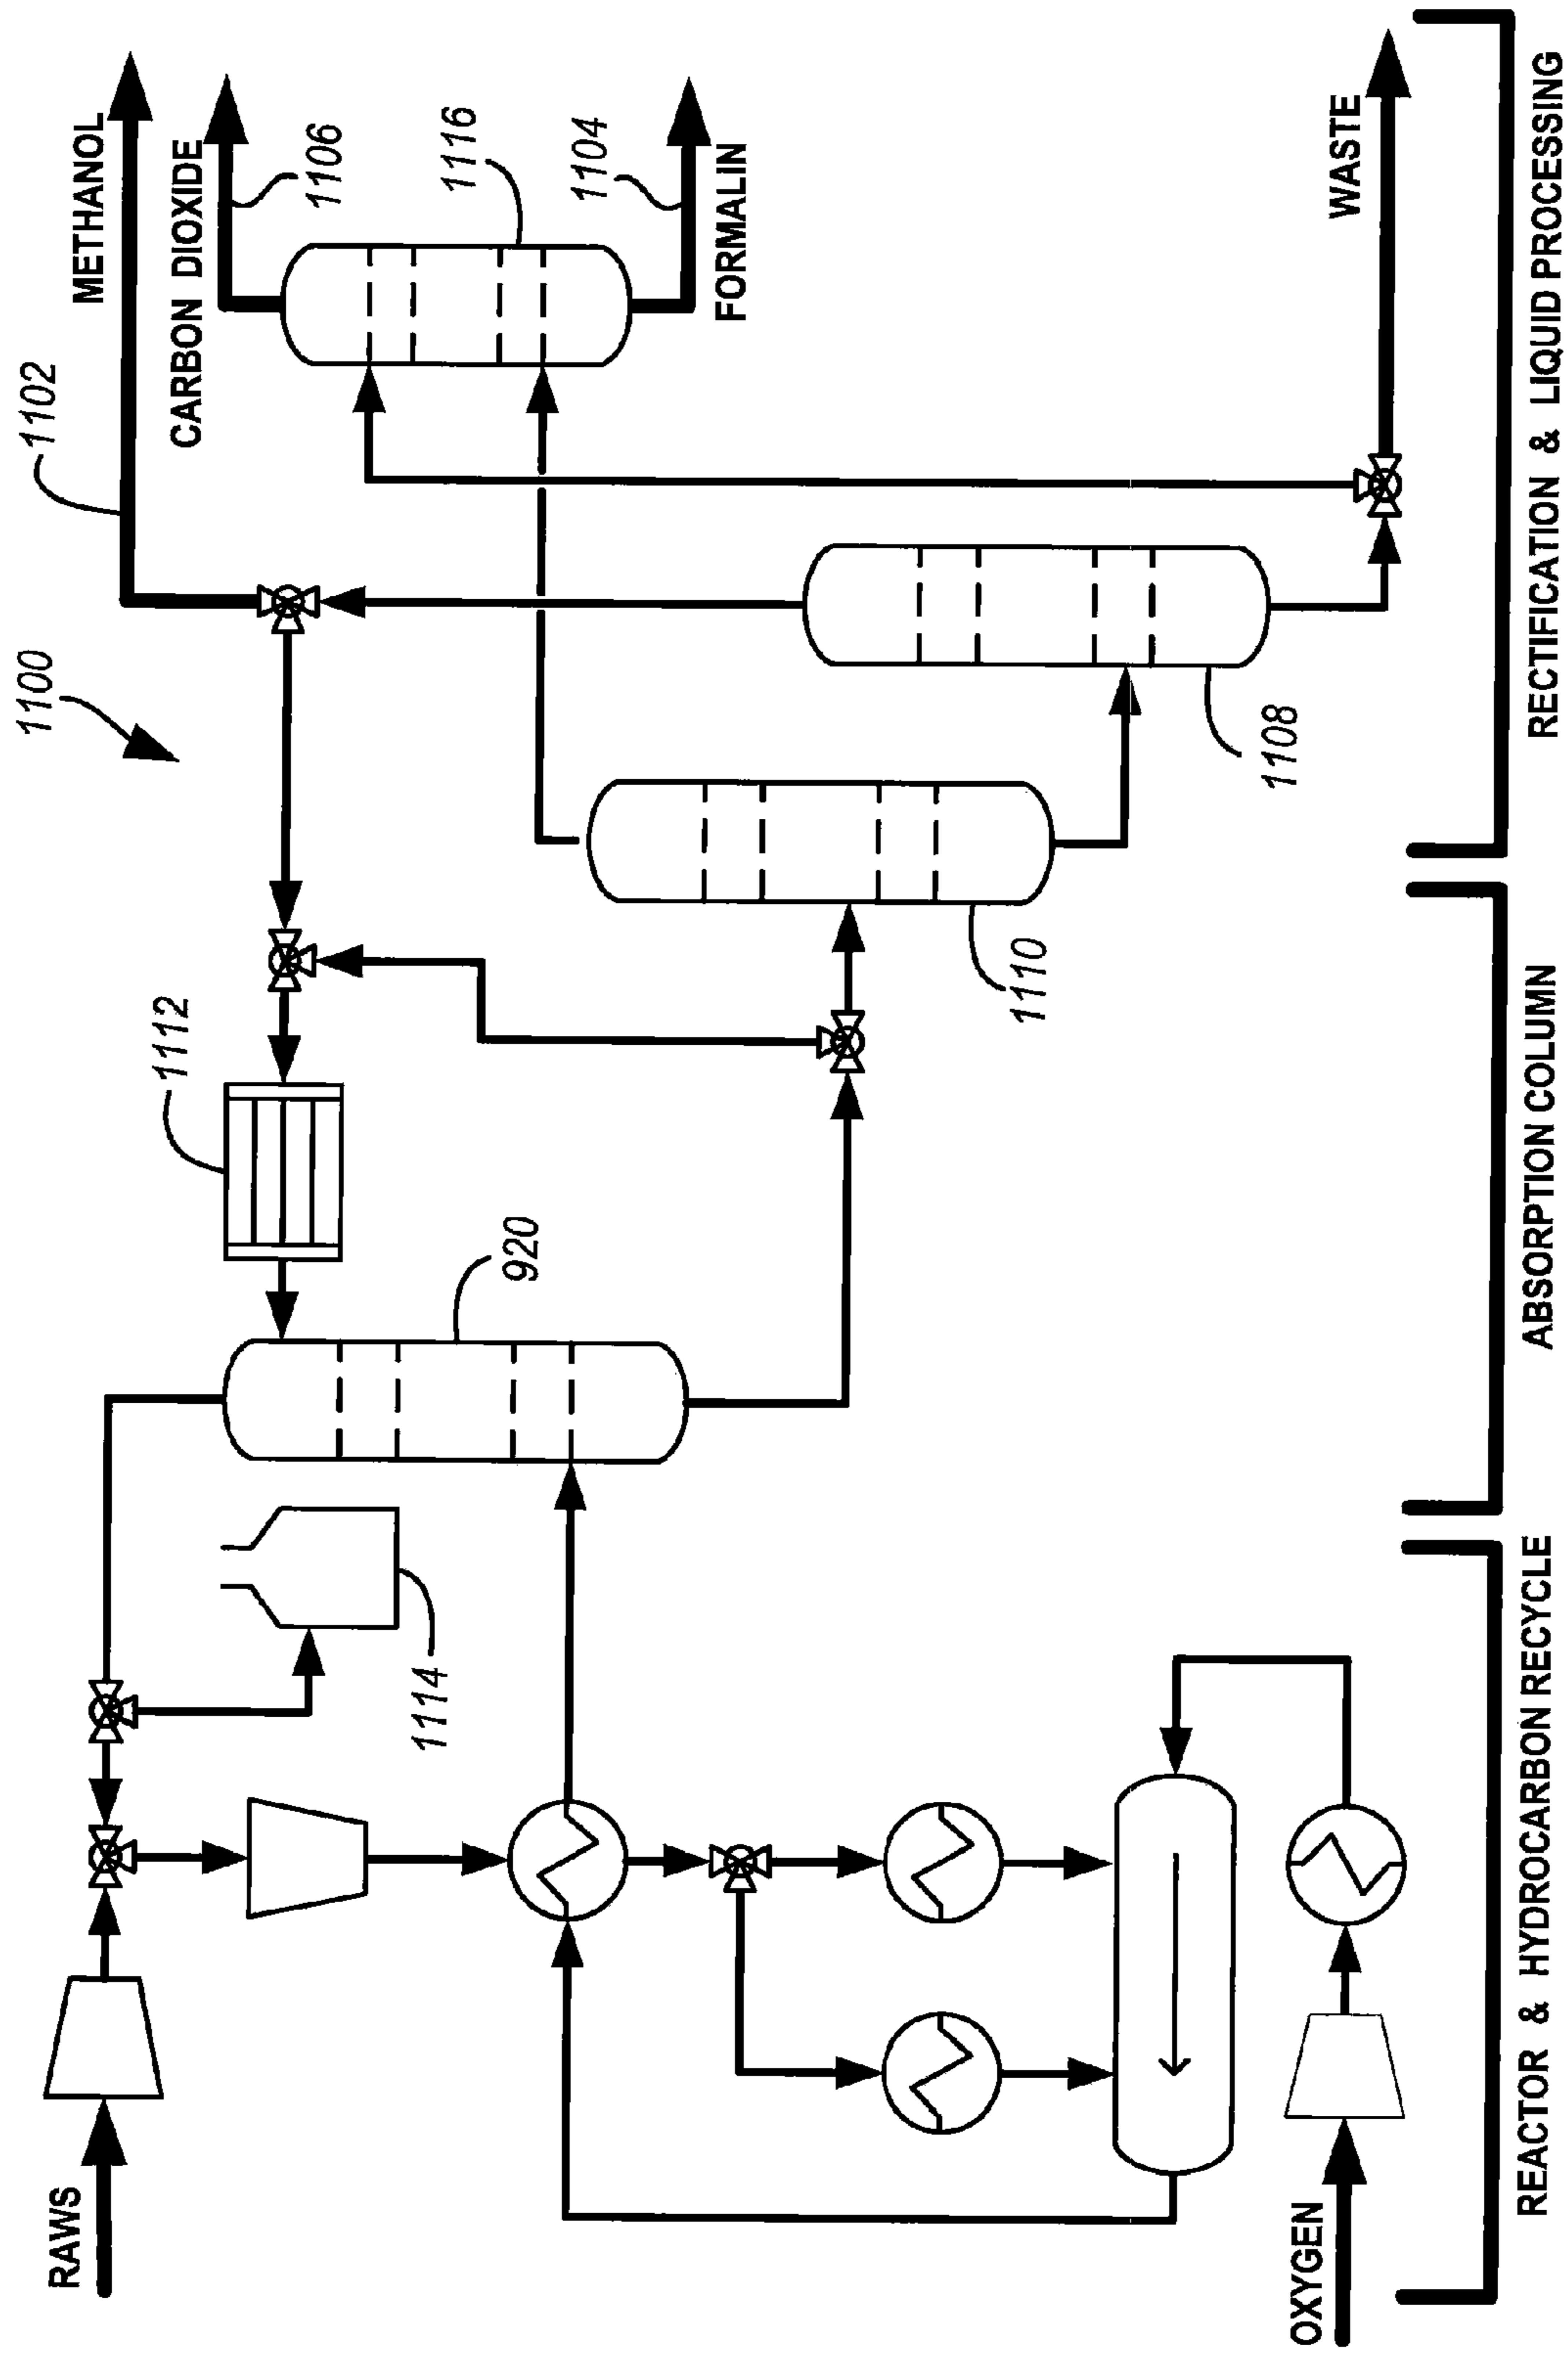 1100
1102
METHANOL
CARBON DIOXIDE
1106
1116
1104
FORMALIN
WASTE
1108
1110
1112
920
1114
RAWS
OXYGEN
REACTOR & HYDROCARBON RECYCLE
ABSORPTION COLUMN
RECTIFICATION & LIQUID PROCESSING